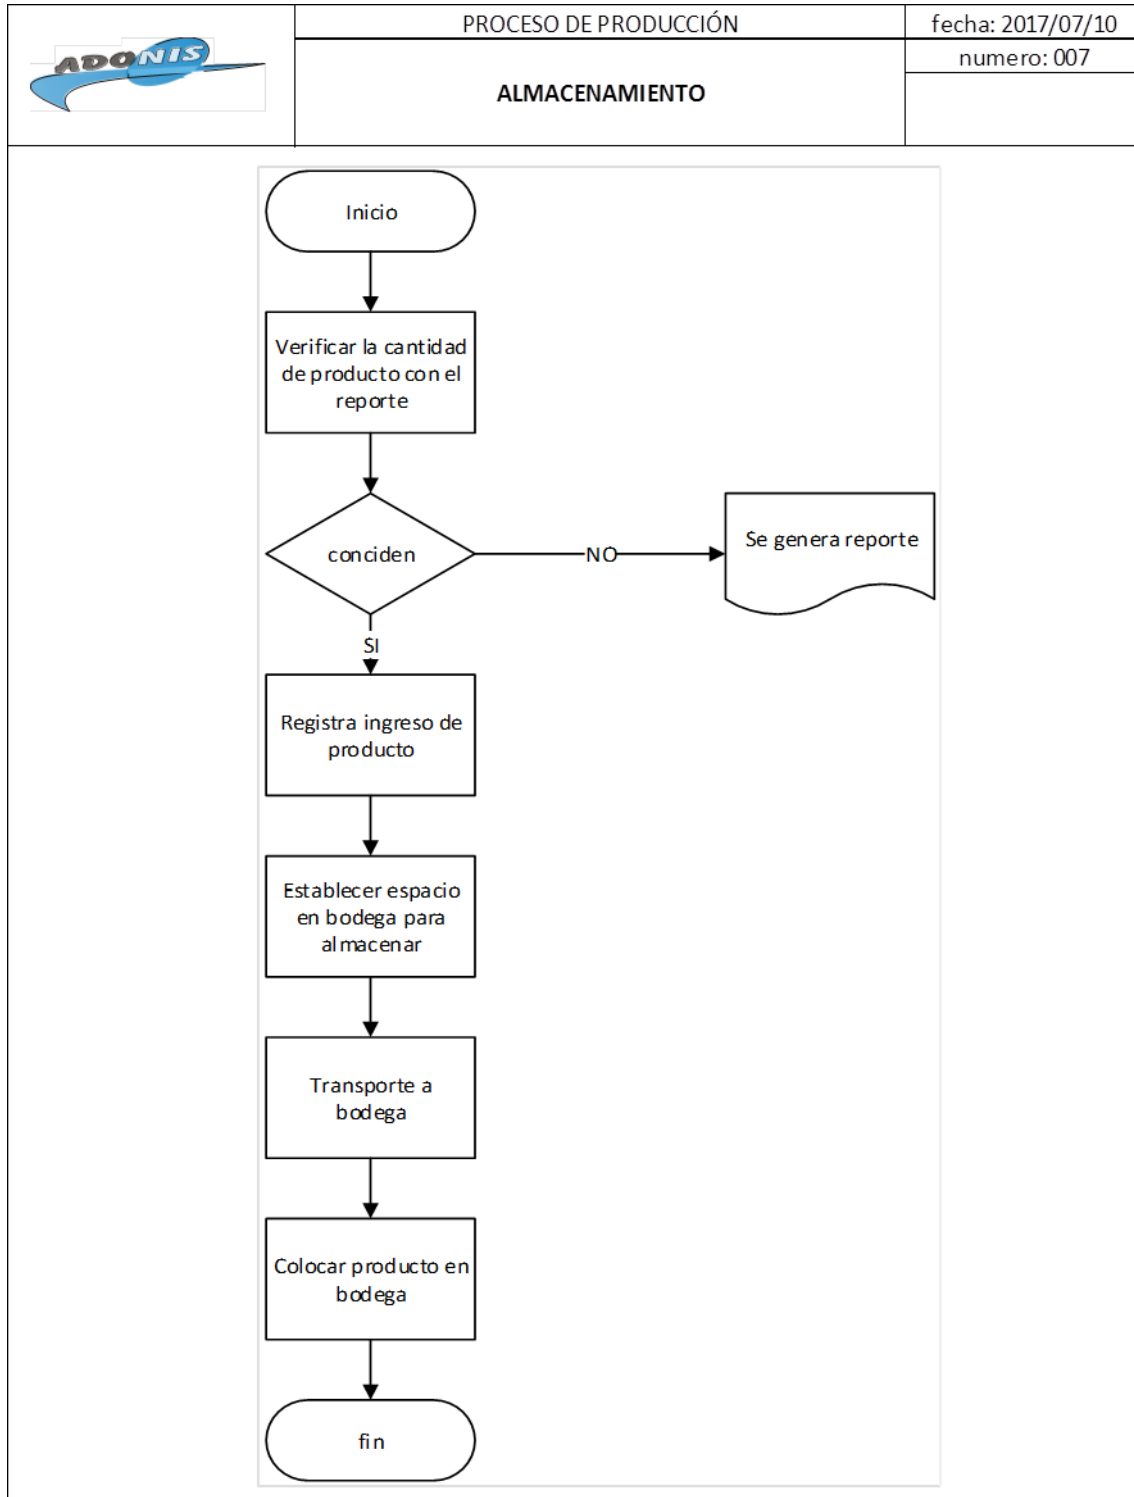 ADONIS
PROCESO DE PRODUCCIÓN
fecha: 2017/07/10
numero: 007
ALMACENAMIENTO
Inicio
Verificar la cantidad
de producto con el
reporte
conciden
NO
Se genera reporte
SI
Registra ingreso de
producto
Establecer espacio
en bodega para
almacenar
Transporte a
bodega
Colocar producto en
bodega
fin